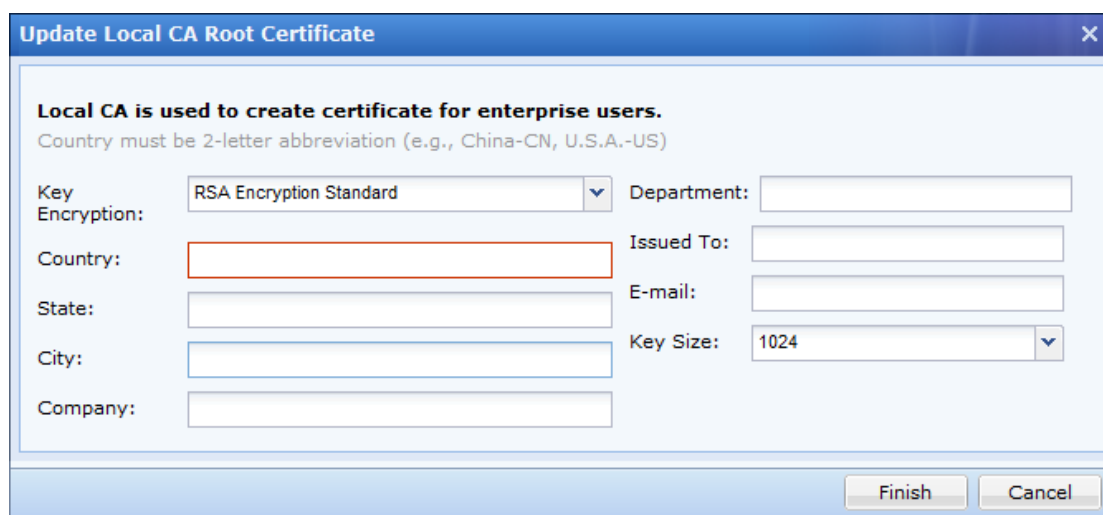 Update Local CA Root Certificate
Local CA is used to create certificate for enterprise users.
Country must be 2-letter abbreviation (e.g., China-CN, U.S.A.-US)
Key
Encryption:
RSA Encryption Standard
Country:
State:
City:
Company:
Department:
Issued To:
E-mail:
Key Size:
1024
Finish
Cancel